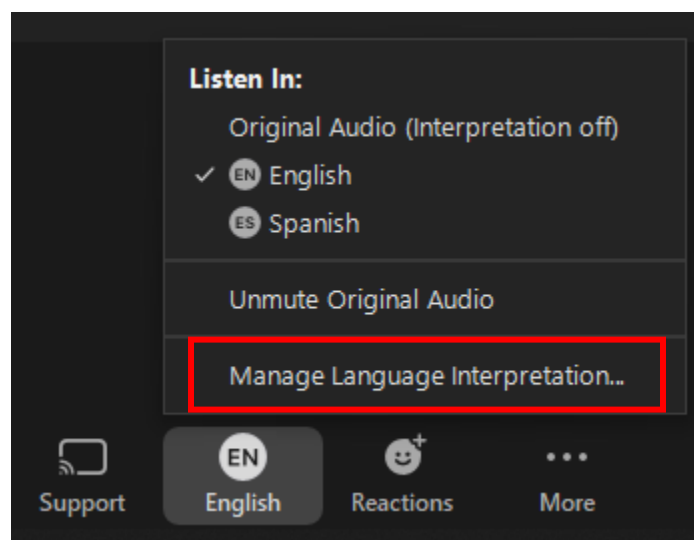 Listen In:
Original Audio (Interpretation off)
EN English
ES Spanish
Unmute Original Audio
Manage Language Interpretation...
EN
Support English Reactions More